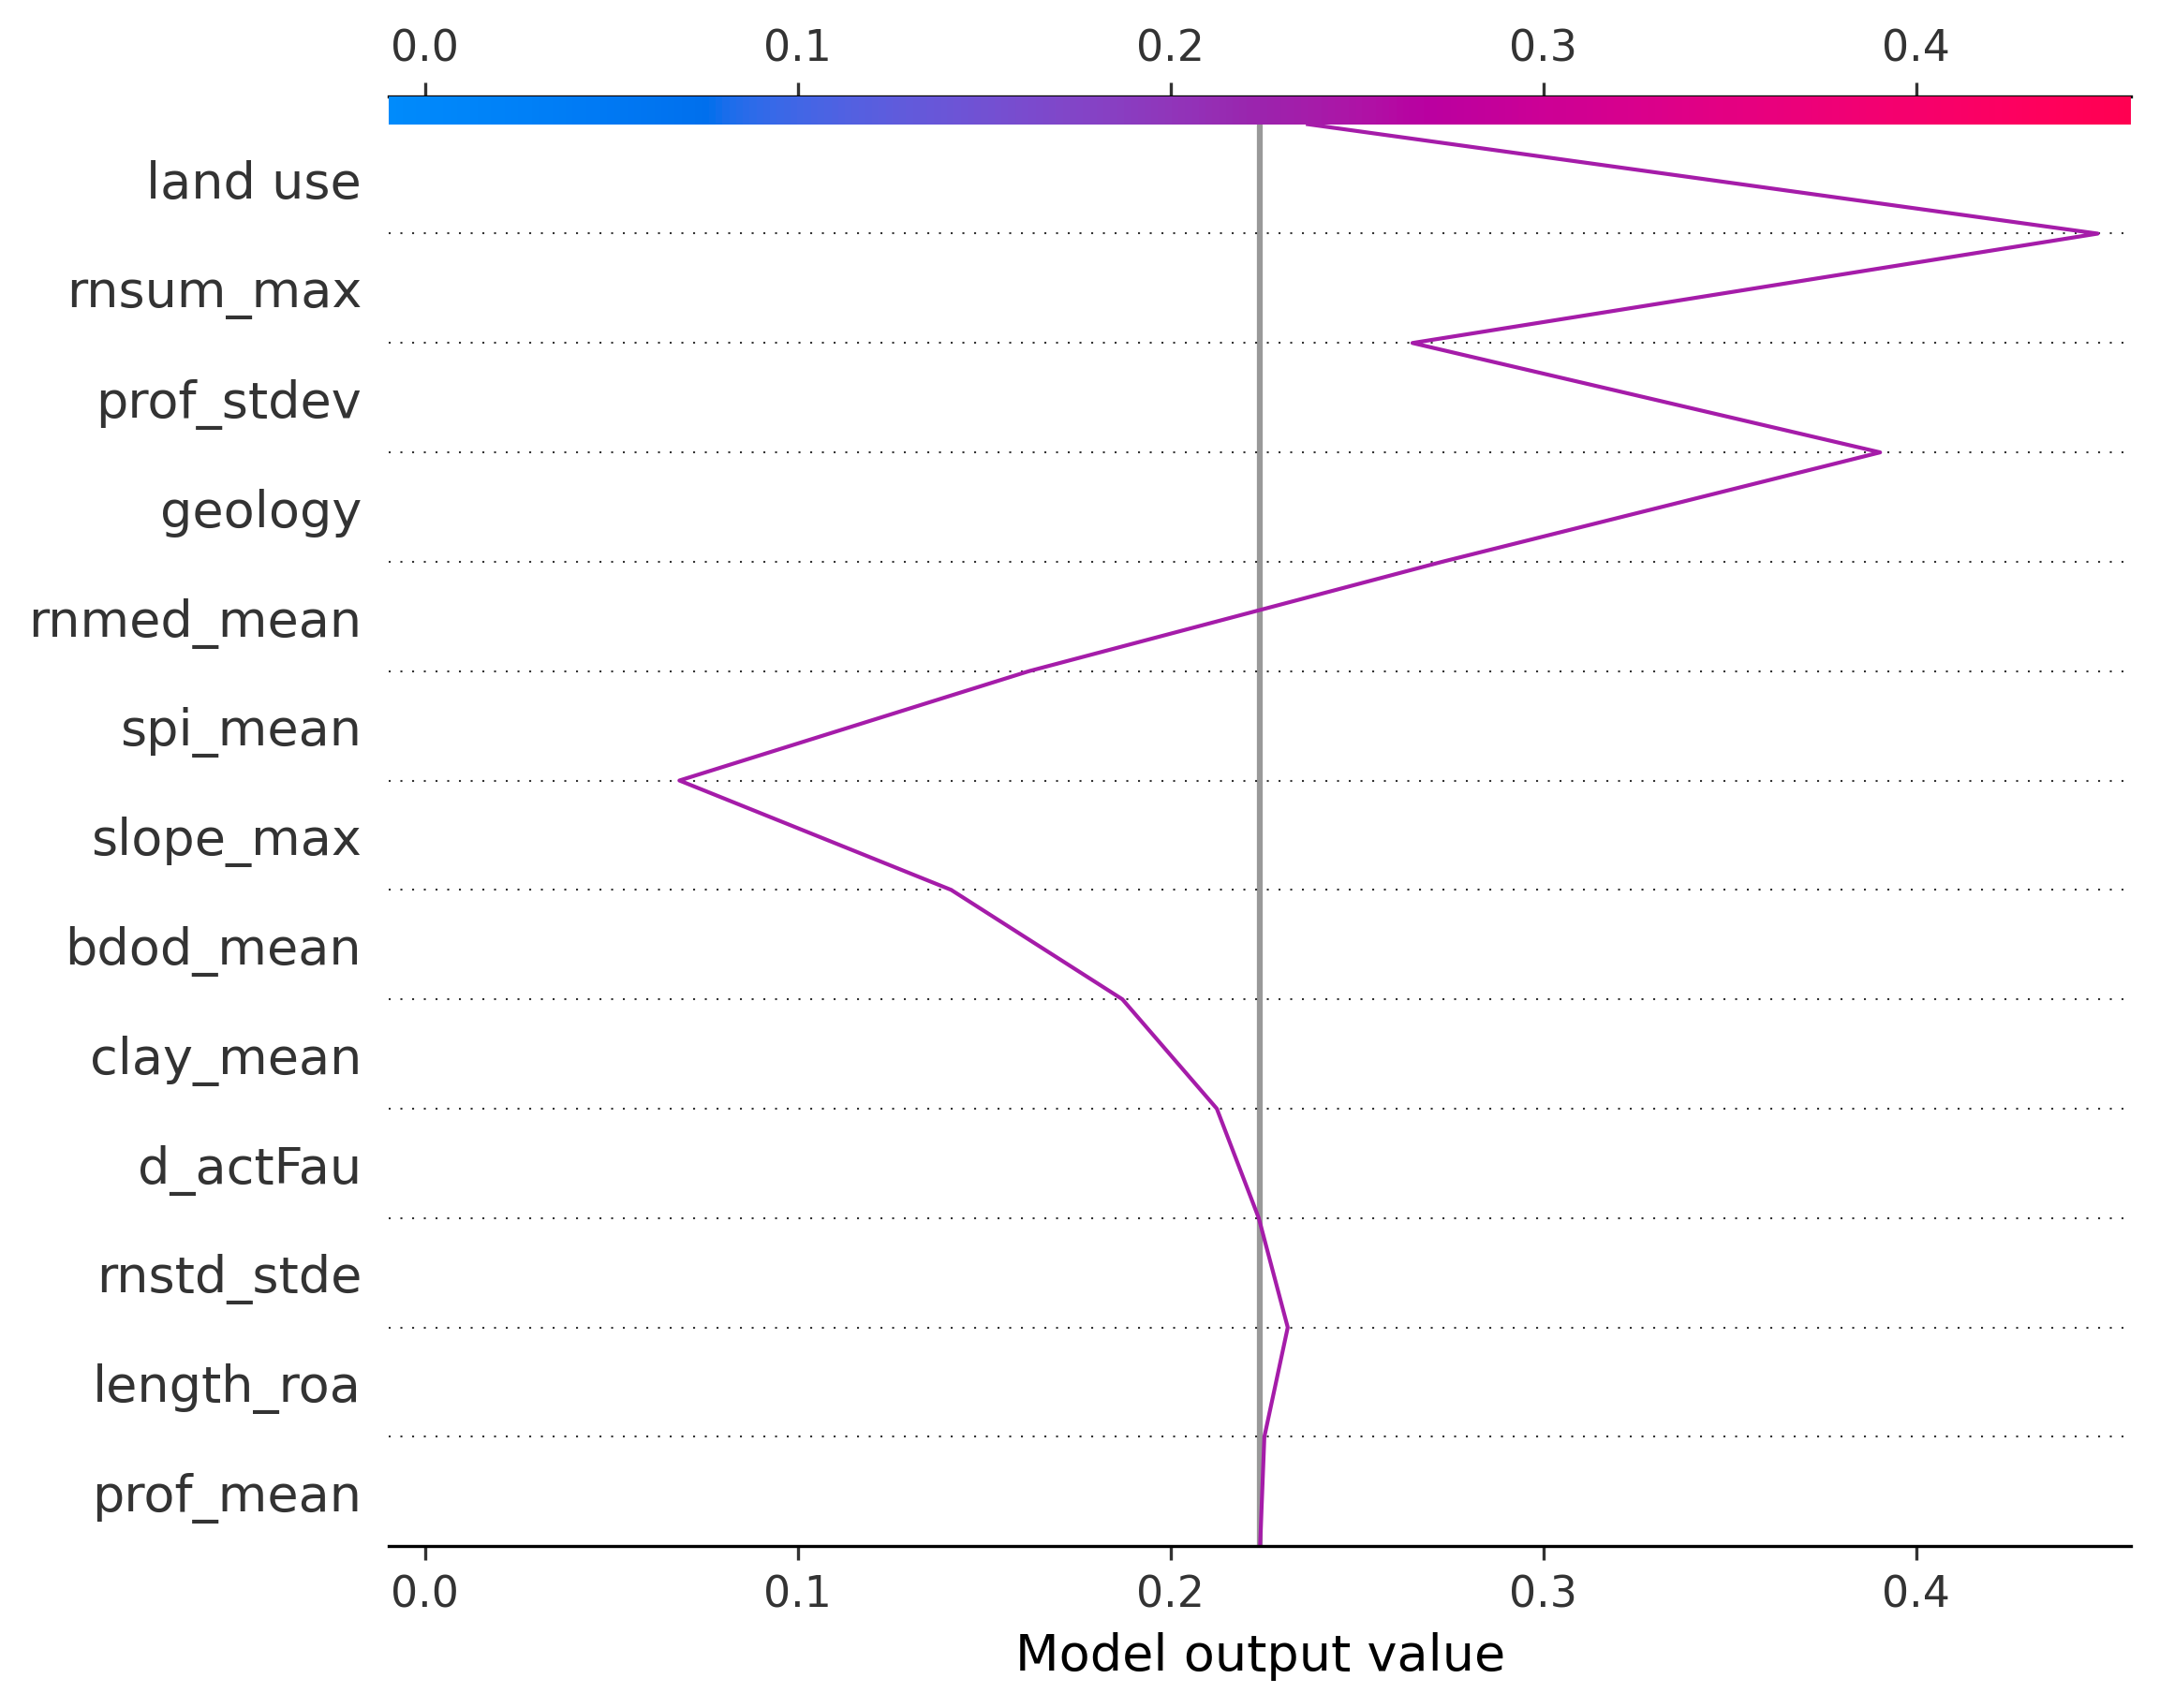 0.0 0.1 0.2 0.3 0.4
land use
rnsum_max
prof_stdev
geology
rnmed_mean
spi_mean
slope_max
bdod_mean
clay_mean
d_actFau
rnstd_stde
length_roa
prof_mean
0.0 0.1 0.2 0.3 0.4
Model output value